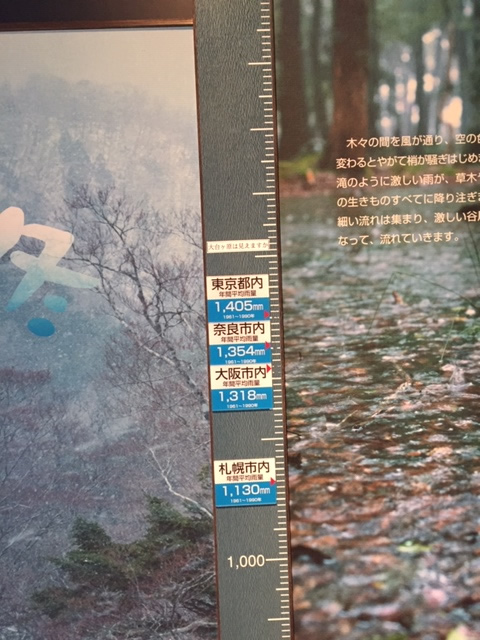 冬
大台ヶ原は見えますか
東京都内
年間平均雨量
1,405mm
1961~1990年
奈良市内
年間平均雨量
1,354mm
1961~1990年
大阪市内
年間平均雨量
1,318mm
1961~1990年
札幌市内
年間平均雨量
1,130mm
1961~1990年
1,000
木々の間を風が通り、空の
変わるとやがて梢が騒ぎはじめ
滝のように激しい雨が、草木
の生きものすべてに降り注ぎま
細い流れは集まり、激しい谷
なって、流れていきます。